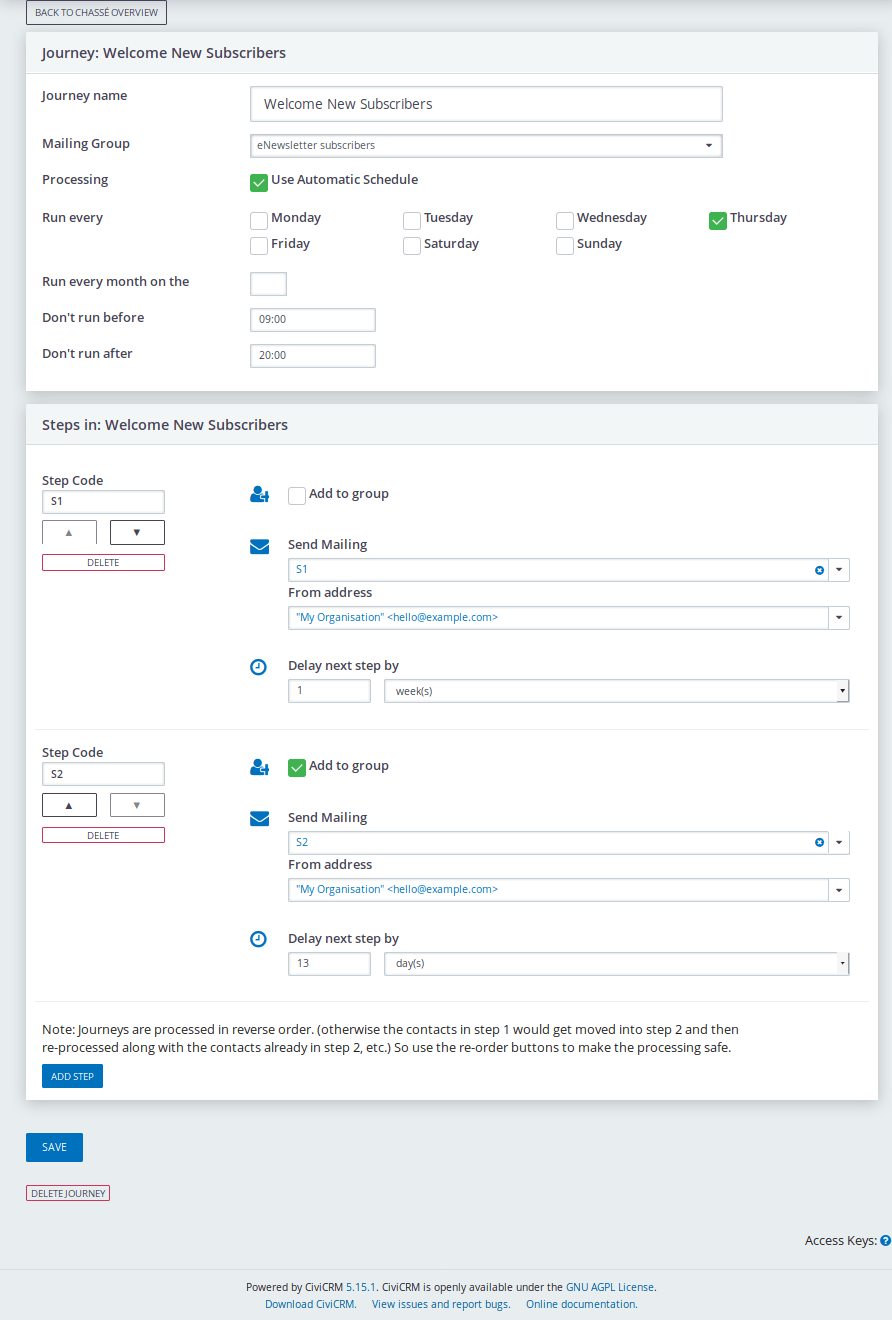 BACK TO CHASSÉ OVERVIEW
Journey: Welcome New Subscribers
Journey name
Welcome New Subscribers
Mailing Group
eNewsletter subscribers
Processing
Use Automatic Schedule
Run every
Monday Tuesday Wednesday Thursday
Friday Saturday Sunday
Run every month on the
Don't run before
09:00
Don't run after
20:00
Steps in: Welcome New Subscribers
Step Code
S1
▲ ▼
DELETE
Add to group
Send Mailing
S1
From address
"My Organisation" <hello@example.com>
Delay next step by
1 week(s)
Step Code
S2
▲ ▼
DELETE
Add to group
Send Mailing
S2
From address
"My Organisation" <hello@example.com>
Delay next step by
13 day(s)
Note: Journeys are processed in reverse order. (otherwise the contacts in step 1 would get moved into step 2 and then
re-processed along with the contacts already in step 2, etc.) So use the re-order buttons to make the processing safe.
ADD STEP
SAVE
DELETE JOURNEY
Access Keys: ?
Powered by CiviCRM 5.15.1. CiviCRM is openly available under the GNU AGPL License.
Download CiviCRM. View issues and report bugs. Online documentation.